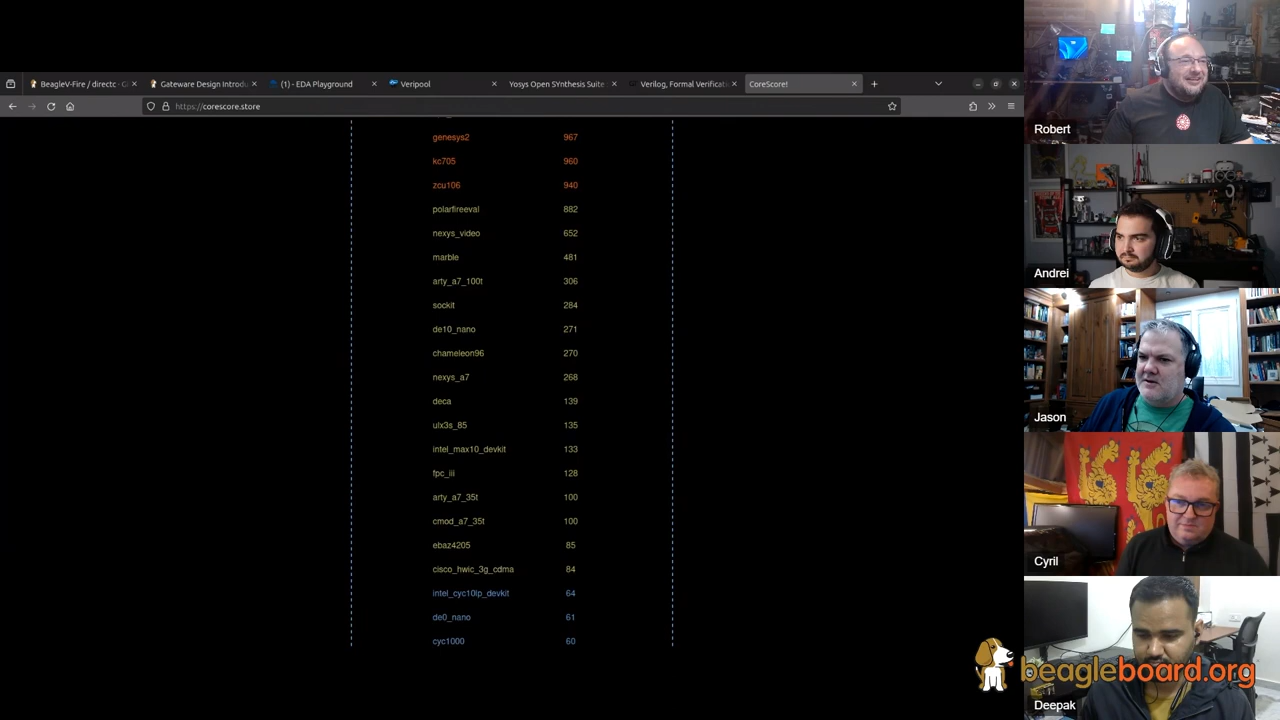 BeagleV-Fire / directc - G
Gateware Design Introdu
(1) - EDA Playground
Veripool
Yosys Open SYnthesis Suite
Verilog, Formal Verificati
CoreScore!
https://corescore.store
genesys2 967
kc705 960
zcu106 940
polarfireeval 882
nexys_video 652
marble 481
arty_a7_100t 306
sockit 284
de10_nano 271
chameleon96 270
nexys_a7 268
deca 139
ulx3s_85 135
intel_max10_devkit 133
fpc_iii 128
arty_a7_35t 100
cmod_a7_35t 100
ebaz4205 85
cisco_hwic_3g_cdma 84
intel_cyc10lp_devkit 64
de0_nano 61
cyc1000 60
Robert
Andrei
Jason
Cyril
Deepak
beagleboard.org